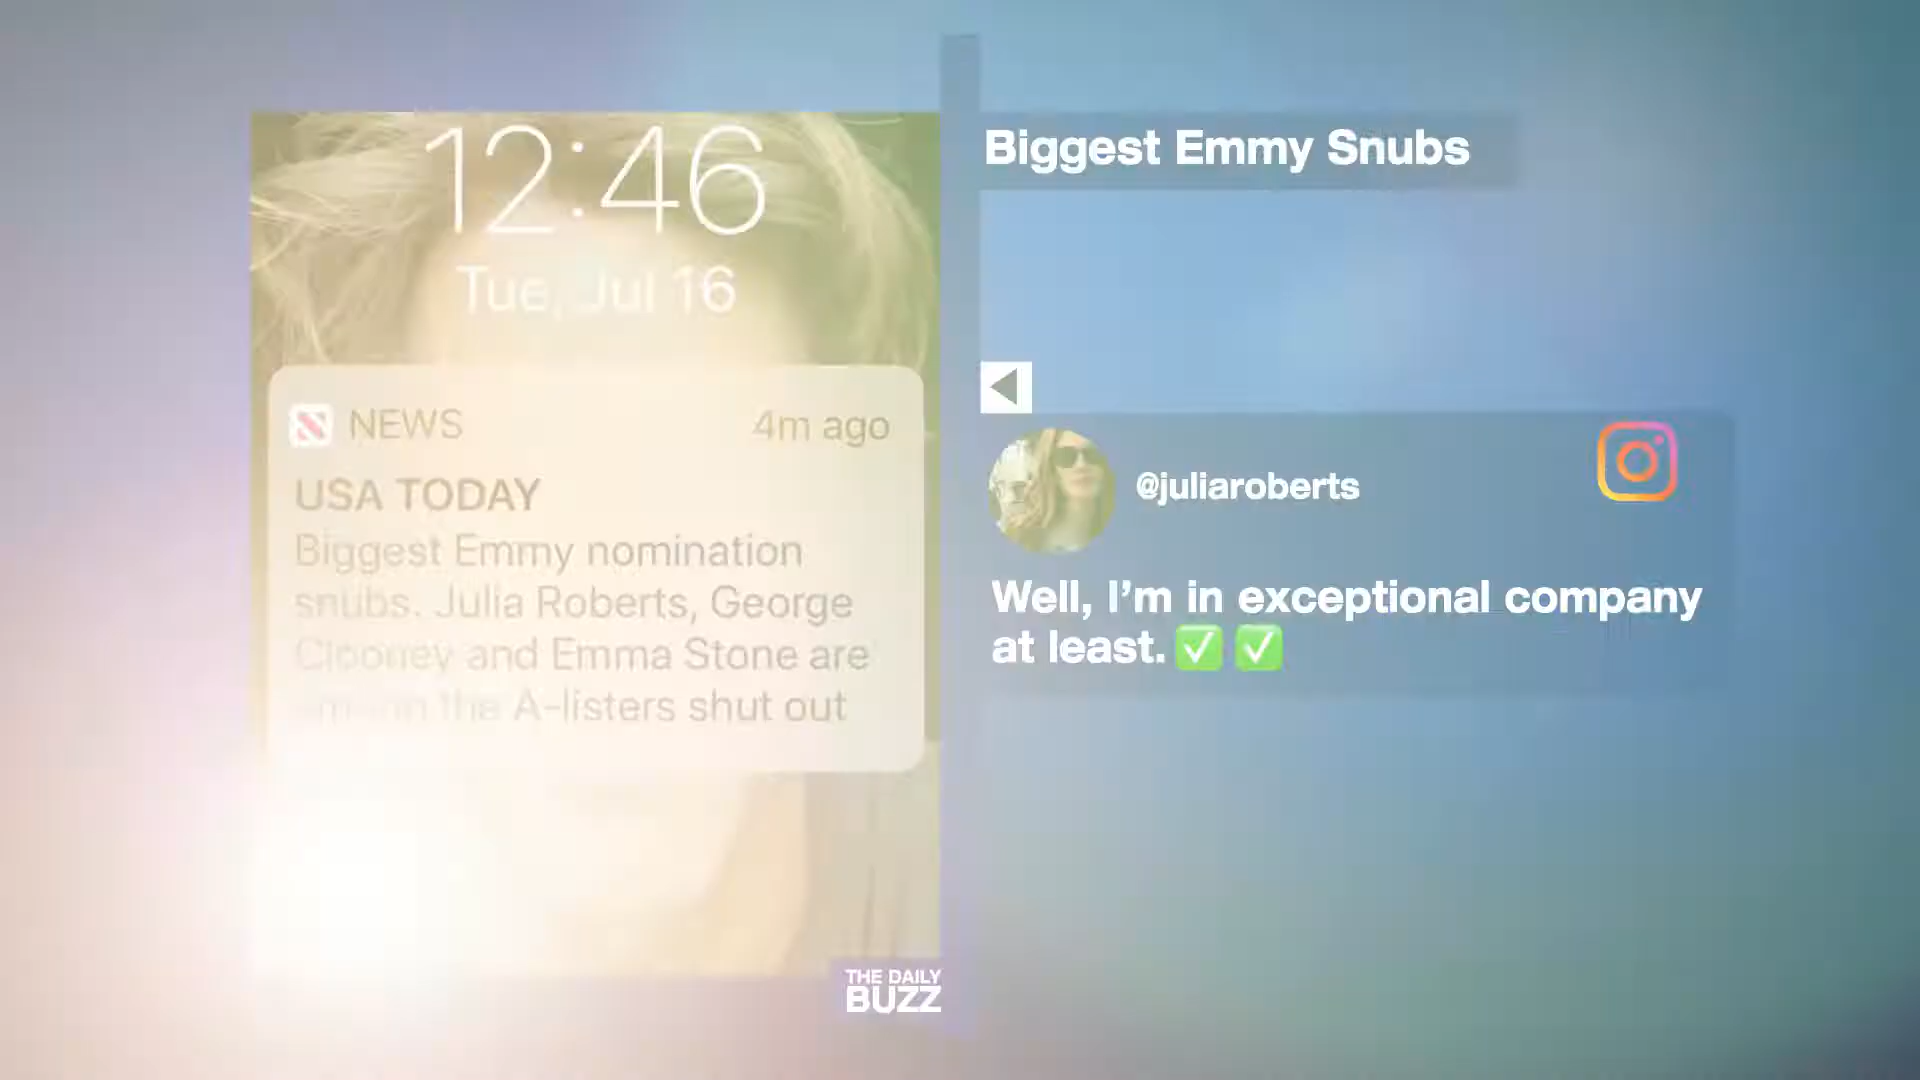 12:46
Tue, Jul 16
NEWS
4m ago
USA TODAY
Biggest Emmy nomination
snubs. Julia Roberts, George
Clooney and Emma Stone are
among the A-listers shut out
THE DAILY
BUZZ
Biggest Emmy Snubs
@juliaroberts
Well, I’m in exceptional company
at least. ✅ ✅